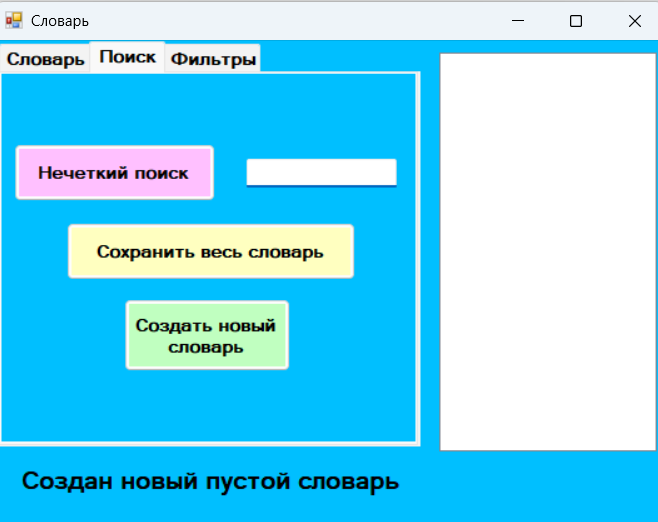 Словарь
Словарь Поиск Фильтры
Нечеткий поиск
Сохранить весь словарь
Создать новый
словарь
Создан новый пустой словарь